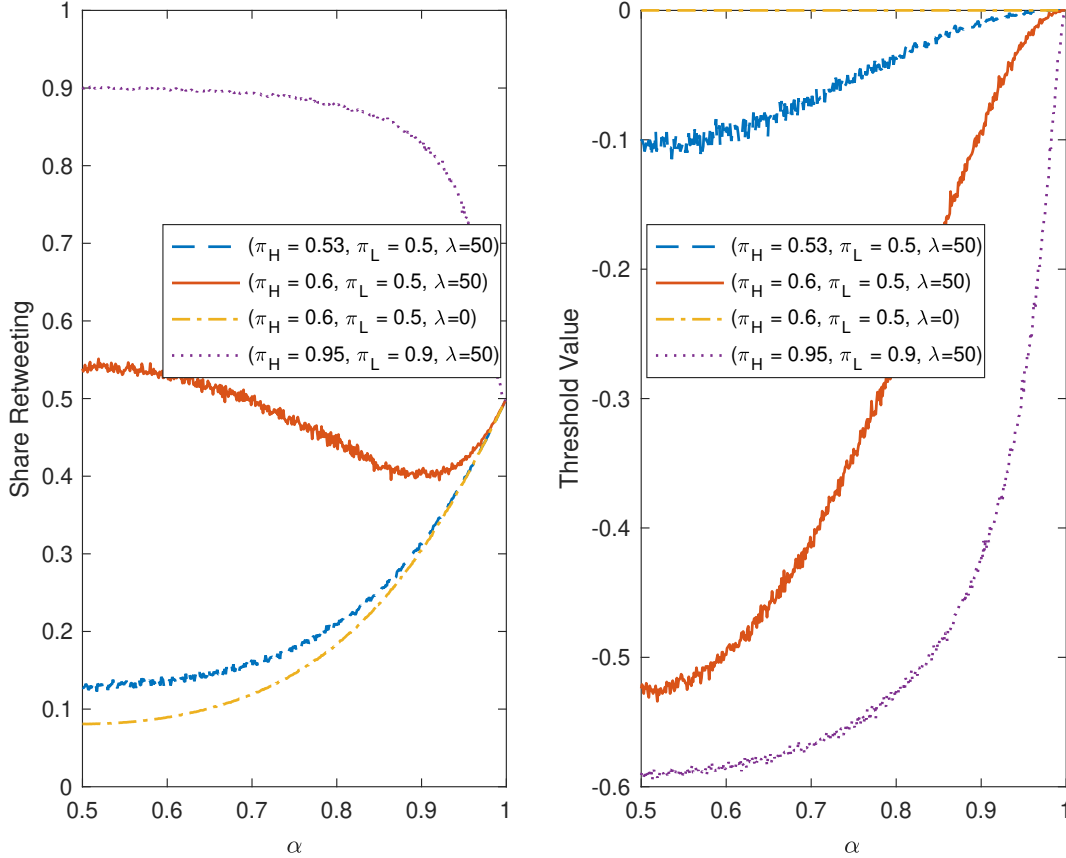 1
0.9
0.8
0.7
0.6
0.5
0.4
0.3
0.2
0.1
0
Share Retweeting
(π_H = 0.53, π_L = 0.5, λ=50)
(π_H = 0.6, π_L = 0.5, λ=50)
(π_H = 0.6, π_L = 0.5, λ=0)
(π_H = 0.95, π_L = 0.9, λ=50)
0.5 0.6 0.7 0.8 0.9 1
α
0
-0.1
-0.2
-0.3
-0.4
-0.5
-0.6
Threshold Value
(π_H = 0.53, π_L = 0.5, λ=50)
(π_H = 0.6, π_L = 0.5, λ=50)
(π_H = 0.6, π_L = 0.5, λ=0)
(π_H = 0.95, π_L = 0.9, λ=50)
0.5 0.6 0.7 0.8 0.9 1
α